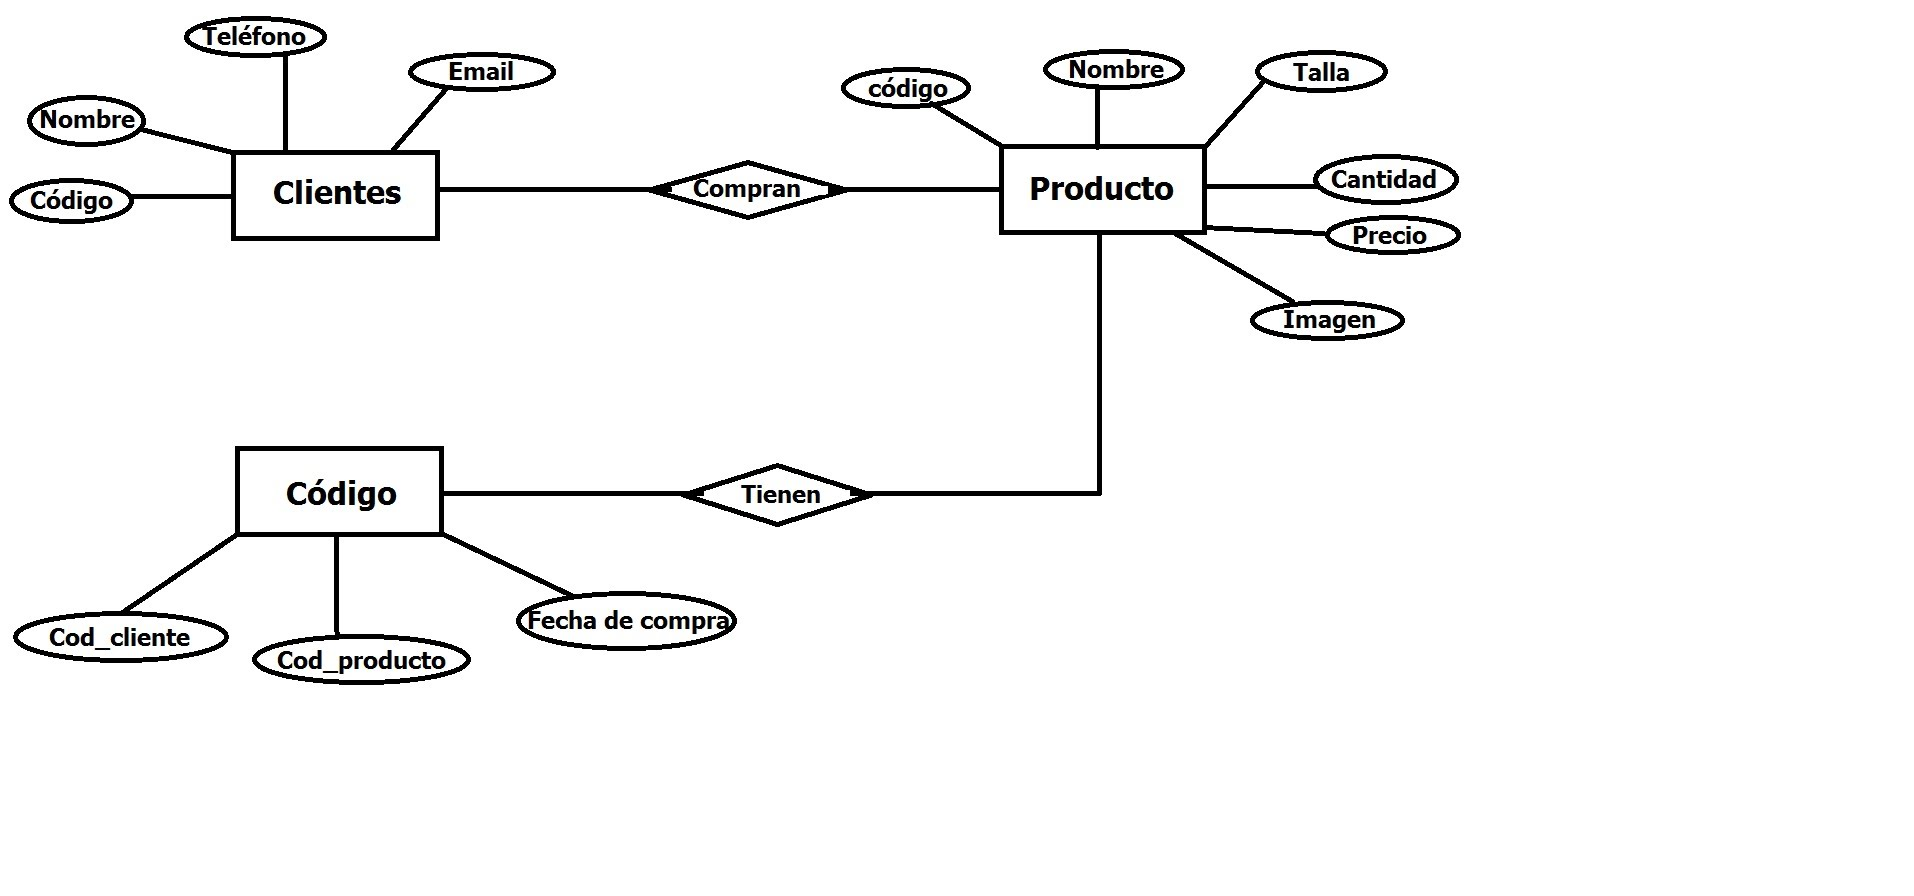 Teléfono
Email
Nombre
Código
Clientes
Compran
código
Nombre
Talla
Producto
Cantidad
Precio
Imagen
Código
Tienen
Cod_cliente
Cod_producto
Fecha de compra